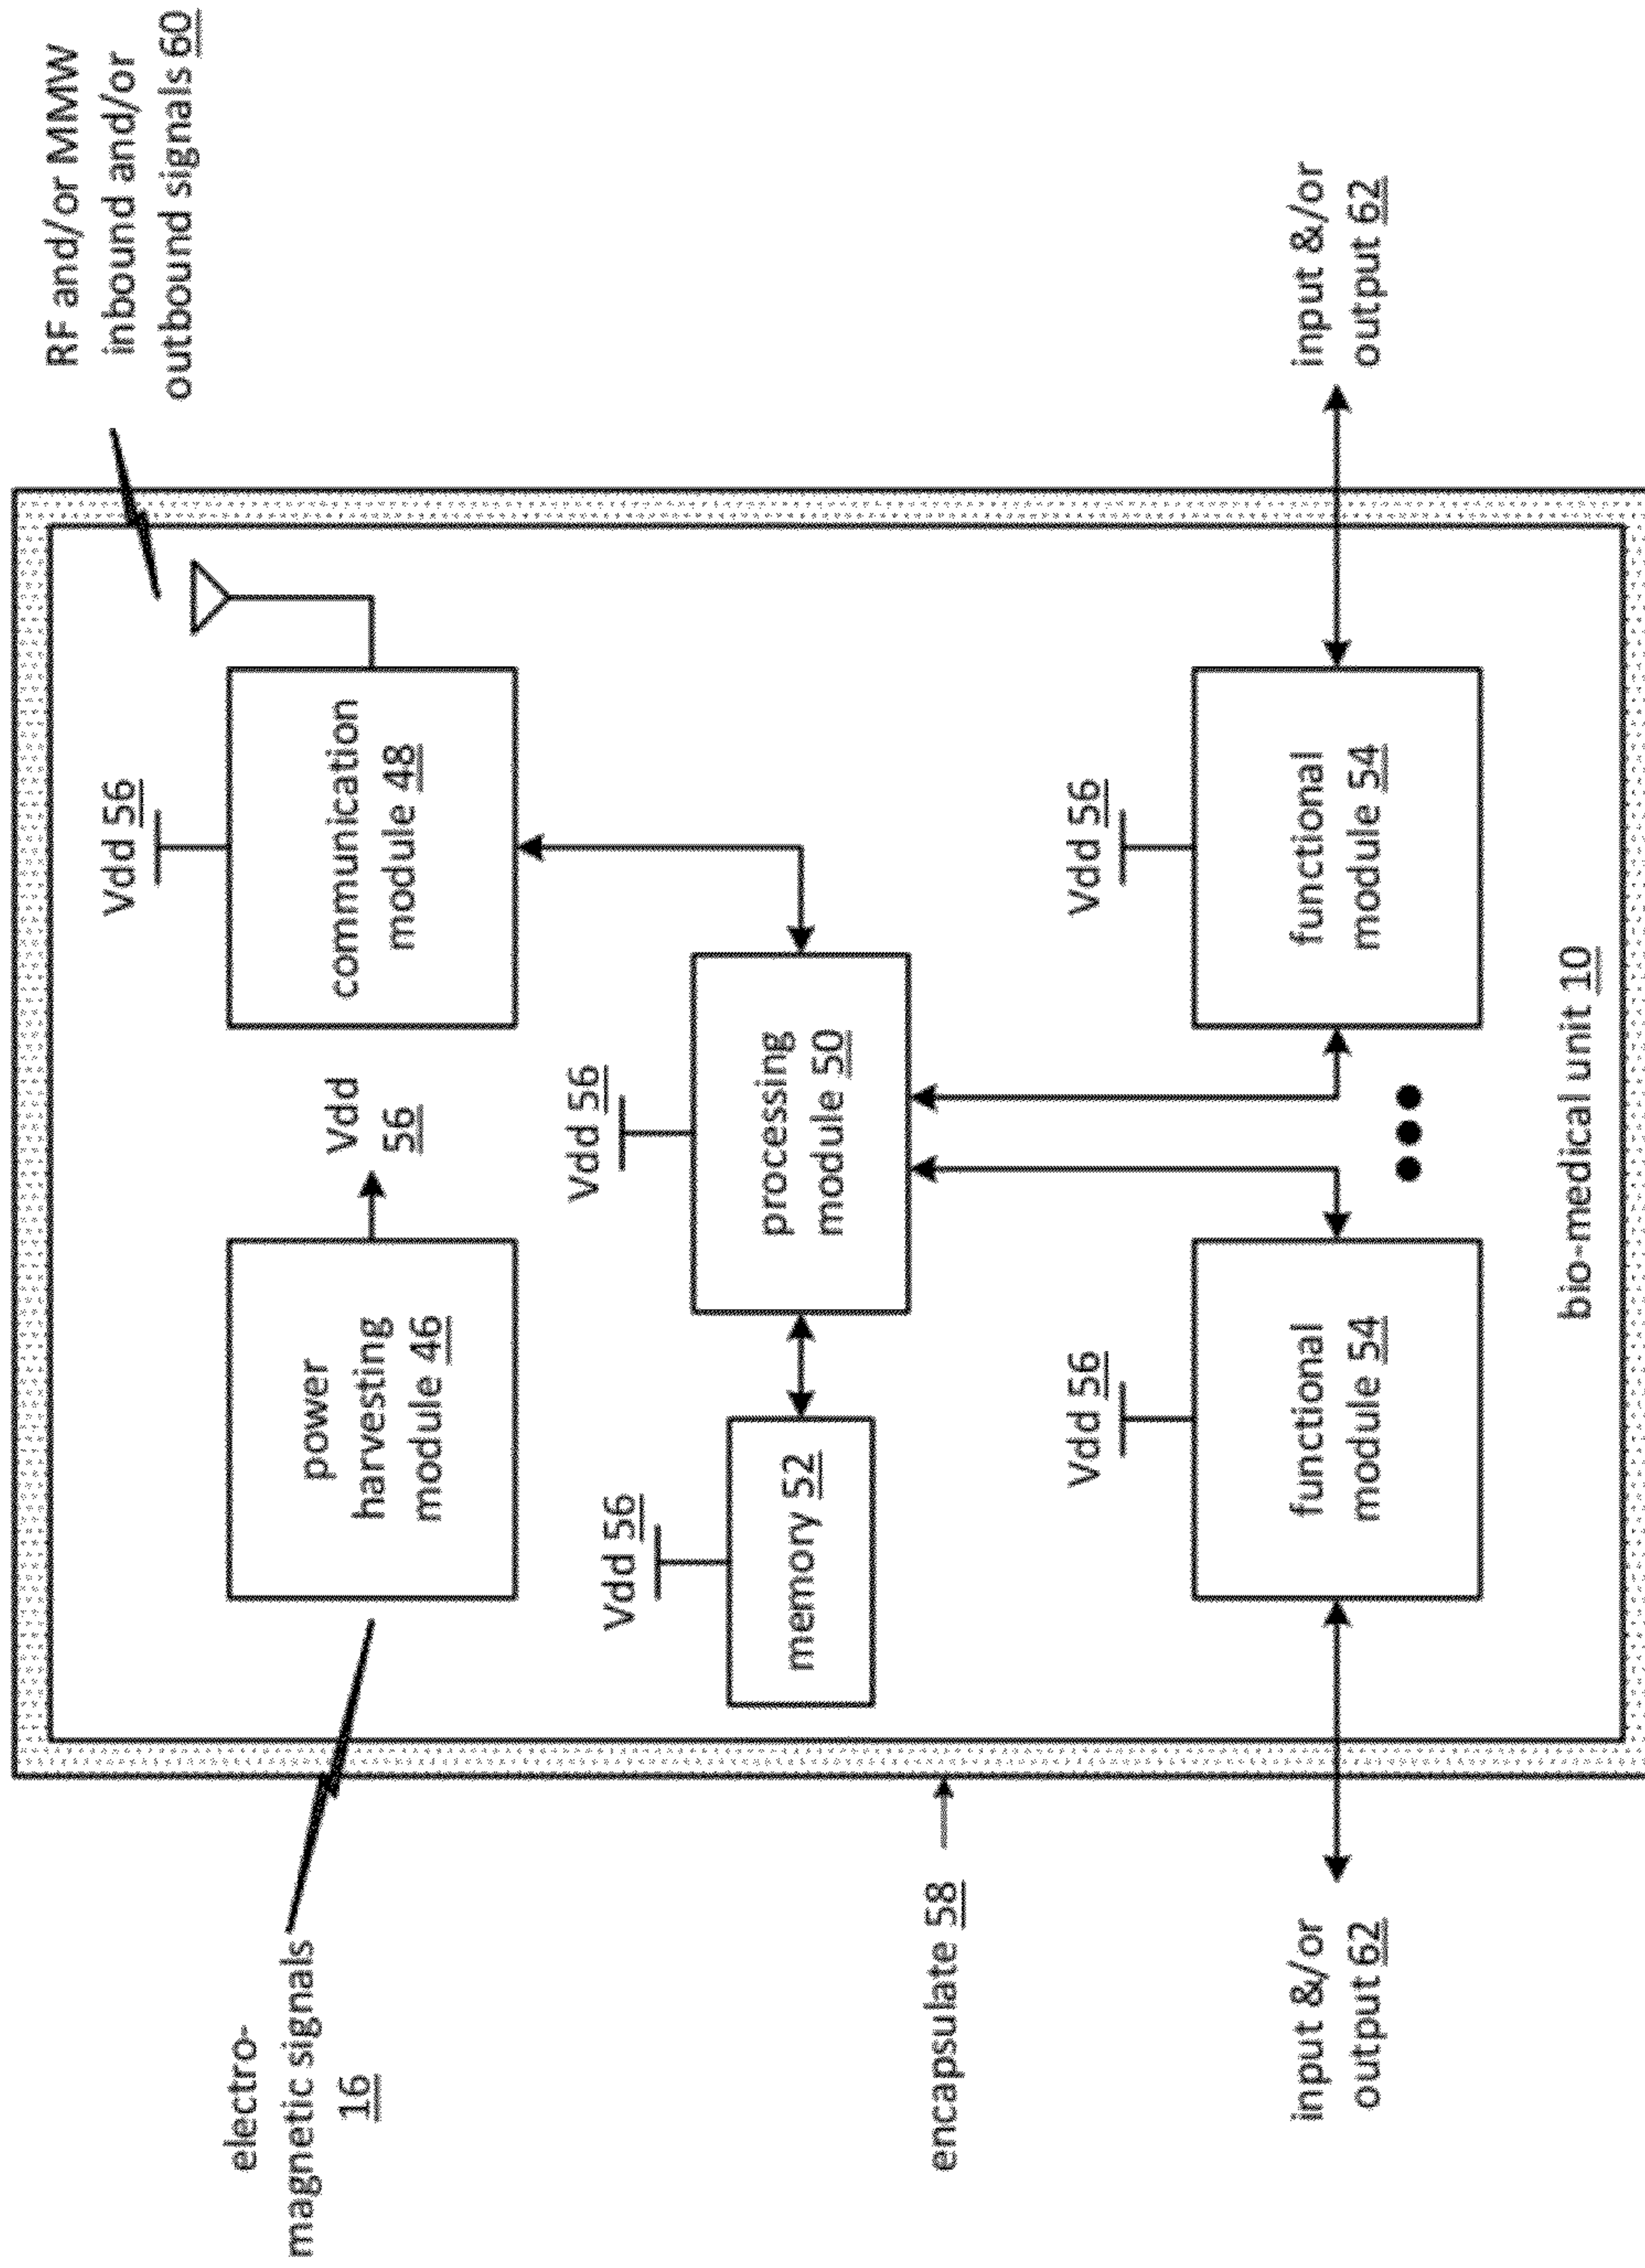 RF and/or MMW
inbound and/or
outbound signals 60
electro-
magnetic signals
16
Vdd 56
power
harvesting
module 46
Vdd
56
communication
module 48
Vdd 56
Vdd 56
memory 52
processing
module 50
encapsulate 58
Vdd 56
Vdd 56
input &/or
output 62
functional
module 54
functional
module 54
input &/or
output 62
bio-medical unit 10